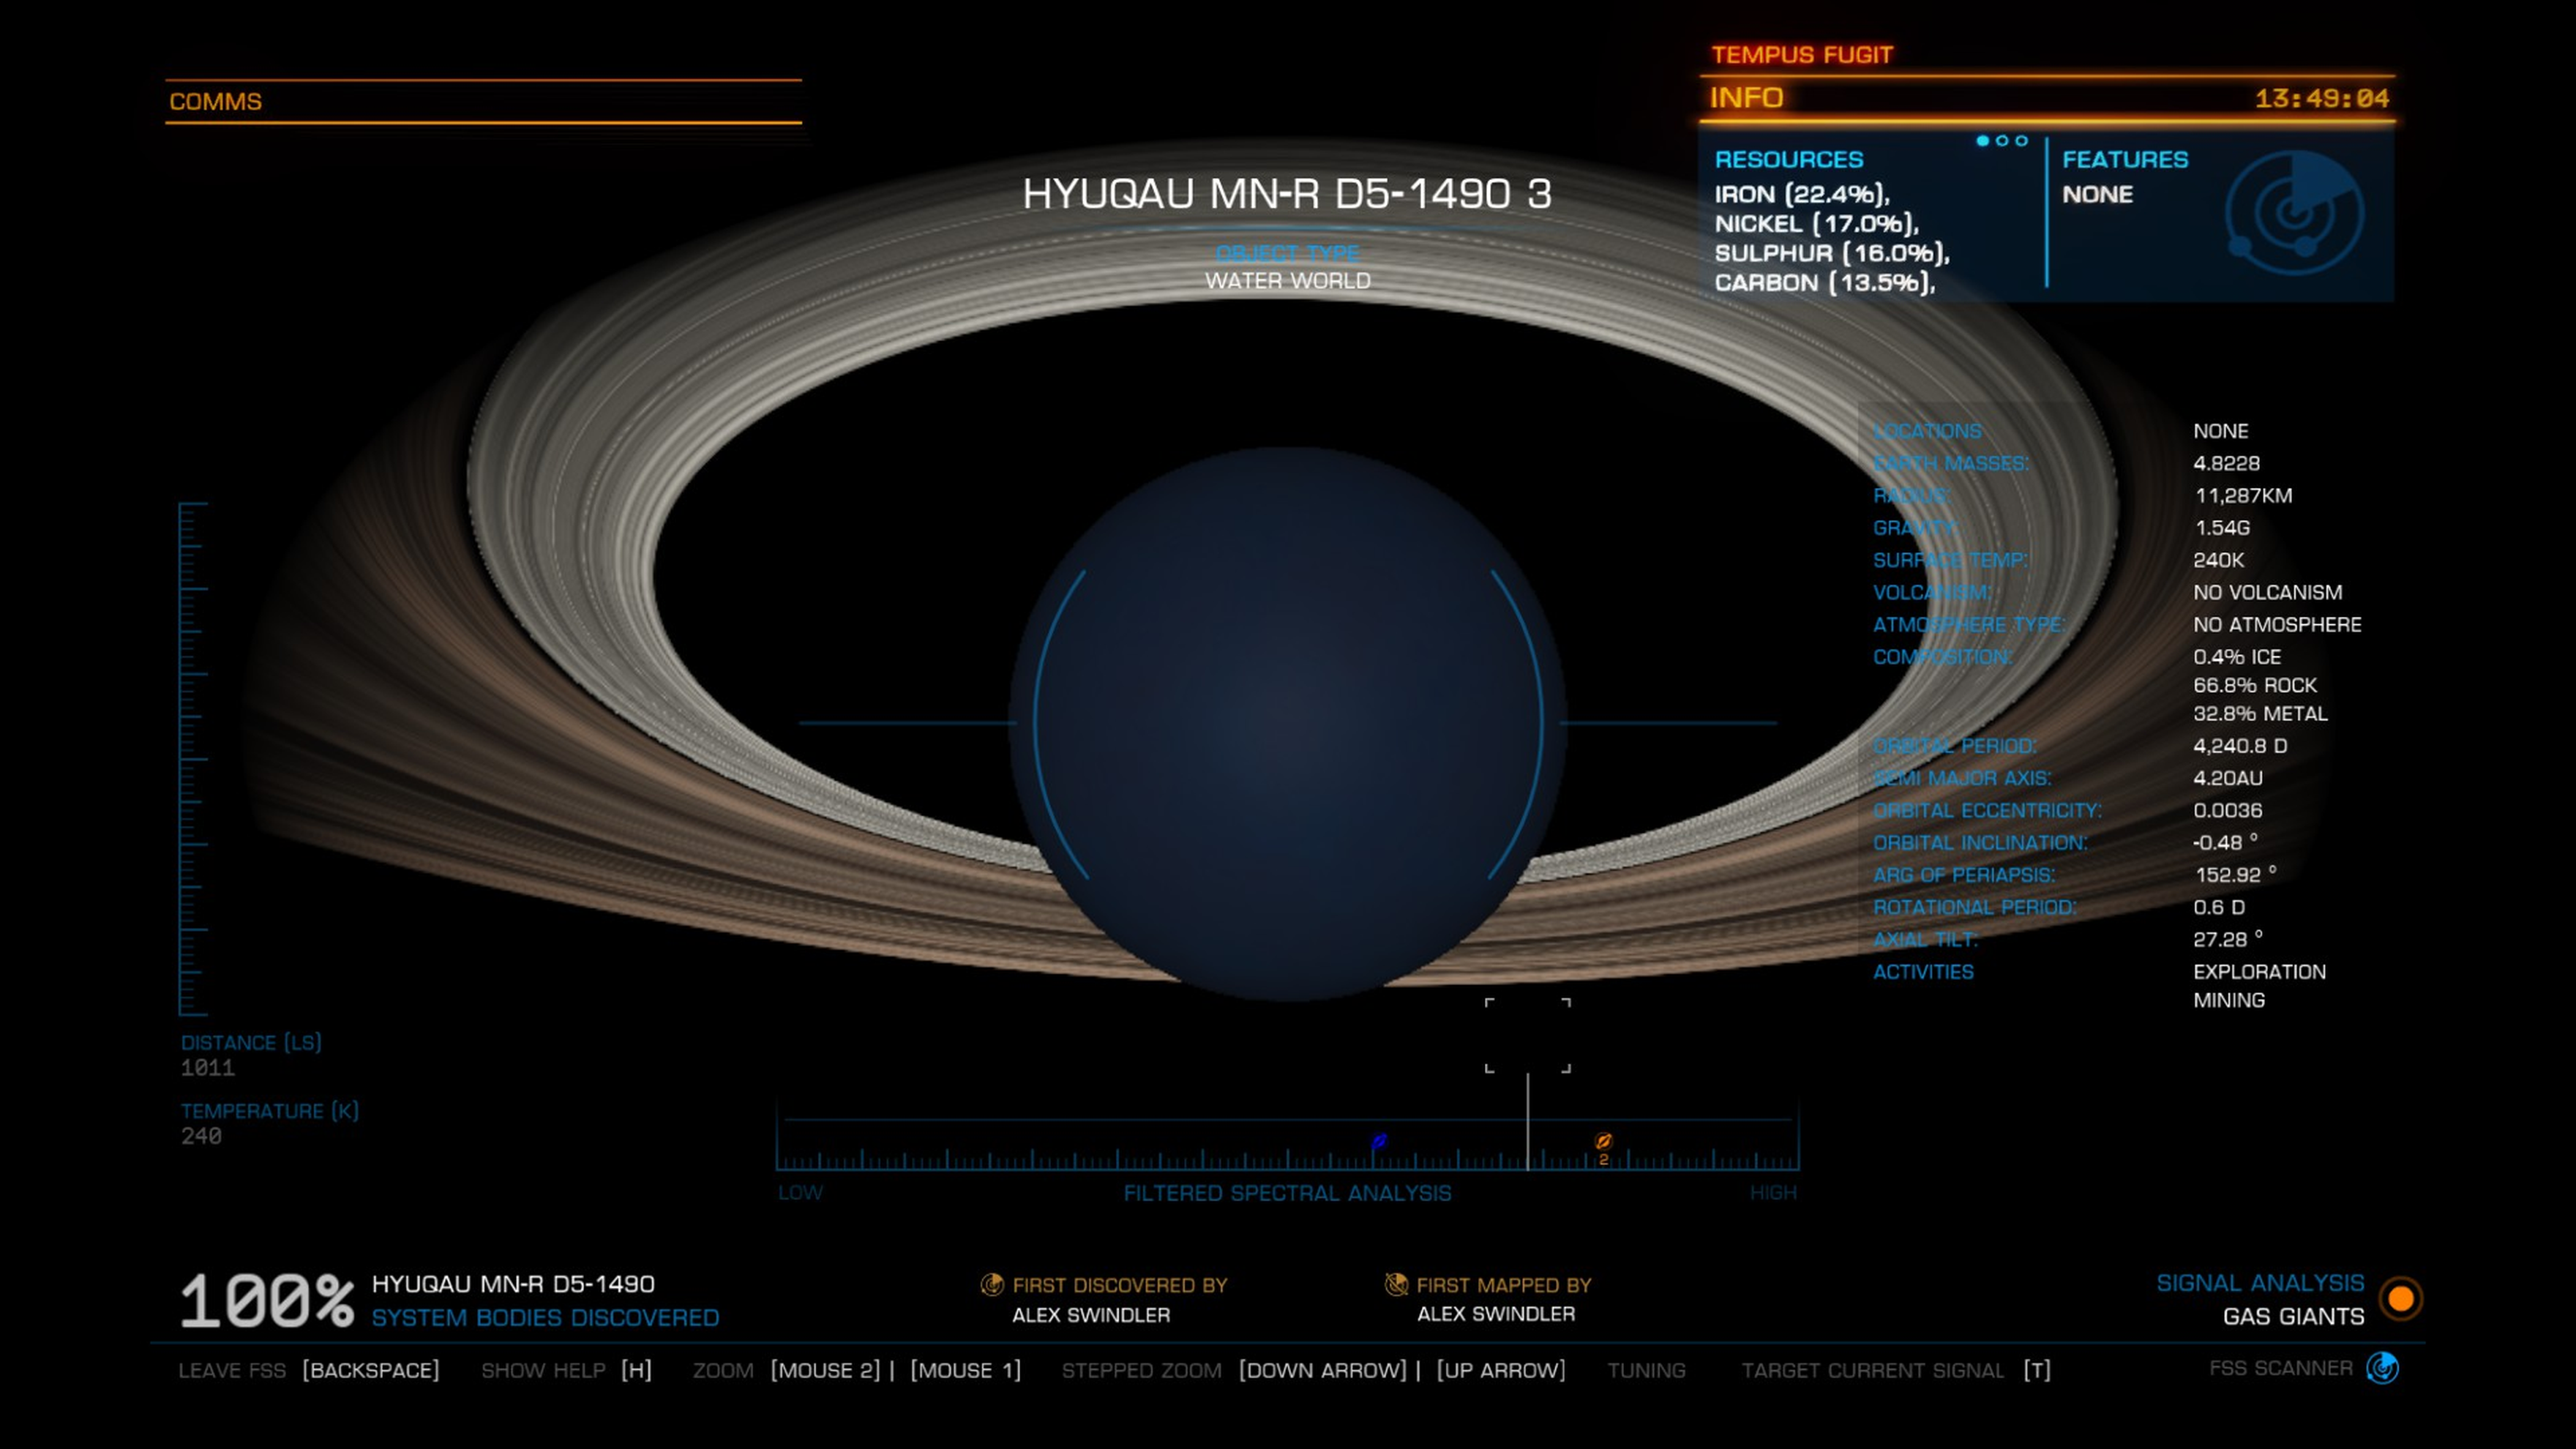 TEMPUS FUGIT
COMMS
INFO 13:49:04
RESOURCES
IRON (22.4%),
NICKEL (17.0%),
SULPHUR (16.0%),
CARBON (13.5%),
FEATURES
NONE
HYUQAU MN-R D5-1490 3
OBJECT TYPE
WATER WORLD
LOCATIONS NONE
EARTH MASSES: 4.8228
RADIUS: 11,287KM
GRAVITY: 1.54G
SURFACE TEMP: 240K
VOLCANISM: NO VOLCANISM
ATMOSPHERE TYPE: NO ATMOSPHERE
COMPOSITION: 0.4% ICE
66.8% ROCK
32.8% METAL
ORBITAL PERIOD: 4,240.8 D
SEMI MAJOR AXIS: 4.20AU
ORBITAL ECCENTRICITY: 0.0036
ORBITAL INCLINATION: -0.48 °
ARG OF PERIAPSIS: 152.92 °
ROTATIONAL PERIOD: 0.6 D
AXIAL TILT: 27.28 °
ACTIVITIES EXPLORATION
MINING
DISTANCE (LS)
1011
TEMPERATURE (K)
240
2
LOW FILTERED SPECTRAL ANALYSIS HIGH
100% HYUQAU MN-R D5-1490
SYSTEM BODIES DISCOVERED
FIRST DISCOVERED BY
ALEX SWINDLER
FIRST MAPPED BY
ALEX SWINDLER
SIGNAL ANALYSIS
GAS GIANTS
LEAVE FSS [BACKSPACE] SHOW HELP [H] ZOOM [MOUSE 2] | [MOUSE 1] STEPPED ZOOM [DOWN ARROW] | [UP ARROW] TUNING TARGET CURRENT SIGNAL [T] FSS SCANNER